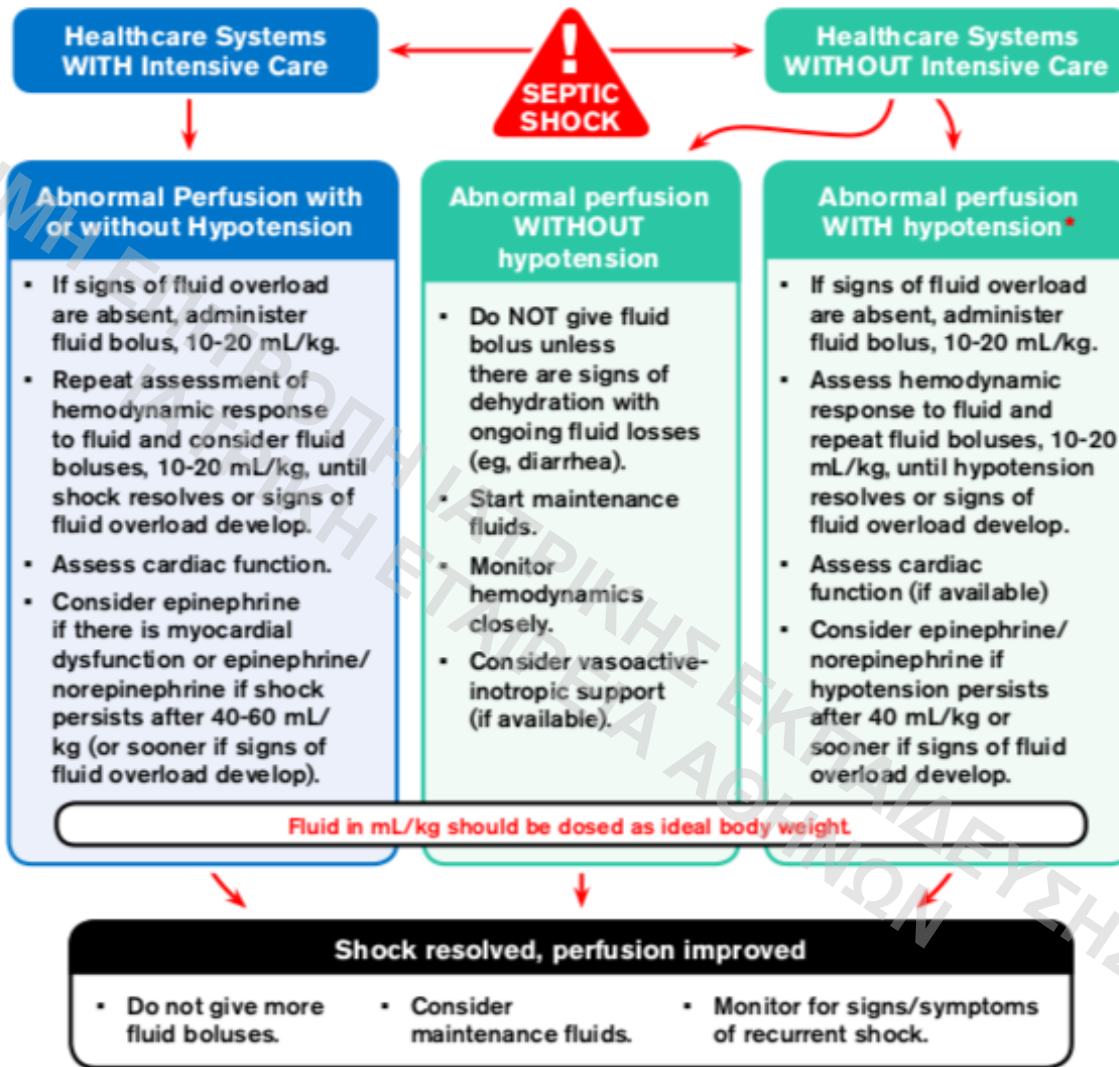 Healthcare Systems
WITH Intensive Care
!
SEPTIC
SHOCK
Healthcare Systems
WITHOUT Intensive Care
Abnormal Perfusion with
or without Hypotension
▪ If signs of fluid overload
are absent, administer
fluid bolus, 10-20 mL/kg.
▪ Repeat assessment of
hemodynamic response
to fluid and consider fluid
boluses, 10-20 mL/kg, until
shock resolves or signs of
fluid overload develop.
▪ Assess cardiac function.
▪ Consider epinephrine
if there is myocardial
dysfunction or epinephrine/
norepinephrine if shock
persists after 40-60 mL/
kg (or sooner if signs of
fluid overload develop).
Abnormal perfusion
WITHOUT
hypotension
▪ Do NOT give fluid
bolus unless
there are signs of
dehydration with
ongoing fluid losses
(eg, diarrhea).
▪ Start maintenance
fluids.
▪ Monitor
hemodynamics
closely.
▪ Consider vasoactive-
inotropic support
(if available).
Abnormal perfusion
WITH hypotension*
▪ If signs of fluid overload
are absent, administer
fluid bolus, 10-20 mL/kg.
▪ Assess hemodynamic
response to fluid and
repeat fluid boluses, 10-20
mL/kg, until hypotension
resolves or signs of
fluid overload develop.
▪ Assess cardiac
function (if available)
▪ Consider epinephrine/
norepinephrine if
hypotension persists
after 40 mL/kg or
sooner if signs of fluid
overload develop.
Fluid in mL/kg should be dosed as ideal body weight.
Shock resolved, perfusion improved
▪ Do not give more
fluid boluses.
▪ Consider
maintenance fluids.
▪ Monitor for signs/symptoms
of recurrent shock.
ΕΠΙΤΡΟΠΗ ΙΑΤΡΙΚΗΣ ΕΚΠΑΙΔΕΥΣΗΣ
ΙΑΤΡΙΚΗ ΕΤΑΙΡΕΙΑ ΑΘΗΝΩΝ